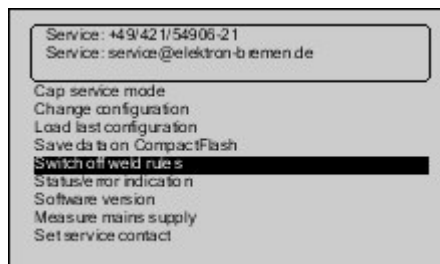 Service: +49/421/54906-21
Service: service@elektron-bremen.de
Cap service mode
Change configuration
Load last configuration
Save data on CompactFlash
Switch off weld rules
Status/error indication
Software version
Measure mains supply
Set service contact